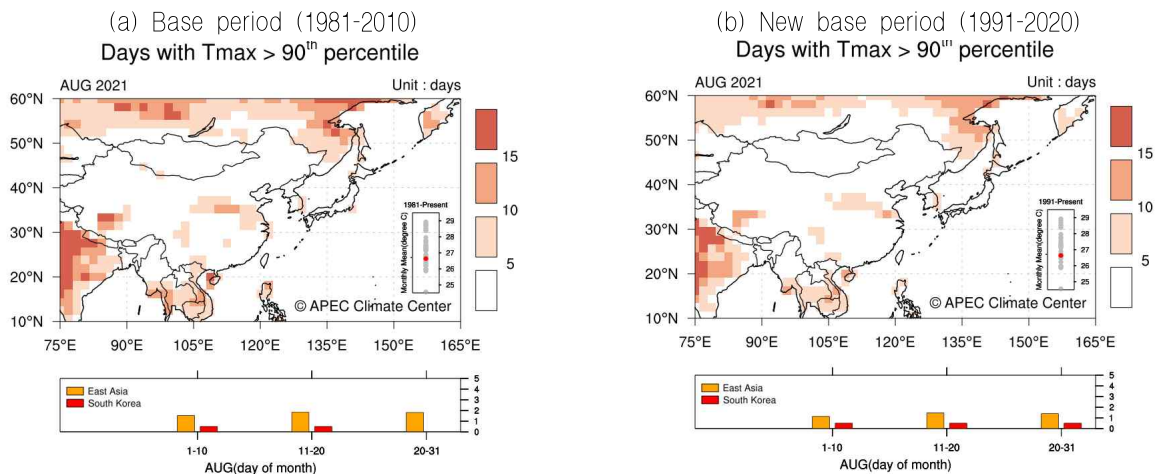 (a) Base period (1981-2010)
Days with Tmax > 90th percentile
AUG 2021
Unit : days
60°N
50°N
40°N
30°N
20°N
10°N
75°E
90°E
105°E
120°E
135°E
150°E
165°E
15
10
5
1981-Present
Monthly Mean(degree C)
29
28
27
26
25
© APEC Climate Center
East Asia
South Korea
5
4
3
2
1
0
1-10
11-20
20-31
AUG(day of month)
(b) New base period (1991-2020)
Days with Tmax > 90th percentile
AUG 2021
Unit : days
60°N
50°N
40°N
30°N
20°N
10°N
75°E
90°E
105°E
120°E
135°E
150°E
165°E
15
10
5
1991-Present
Monthly Mean(degree C)
29
28
27
26
25
© APEC Climate Center
East Asia
South Korea
5
4
3
2
1
0
1-10
11-20
20-31
AUG(day of month)